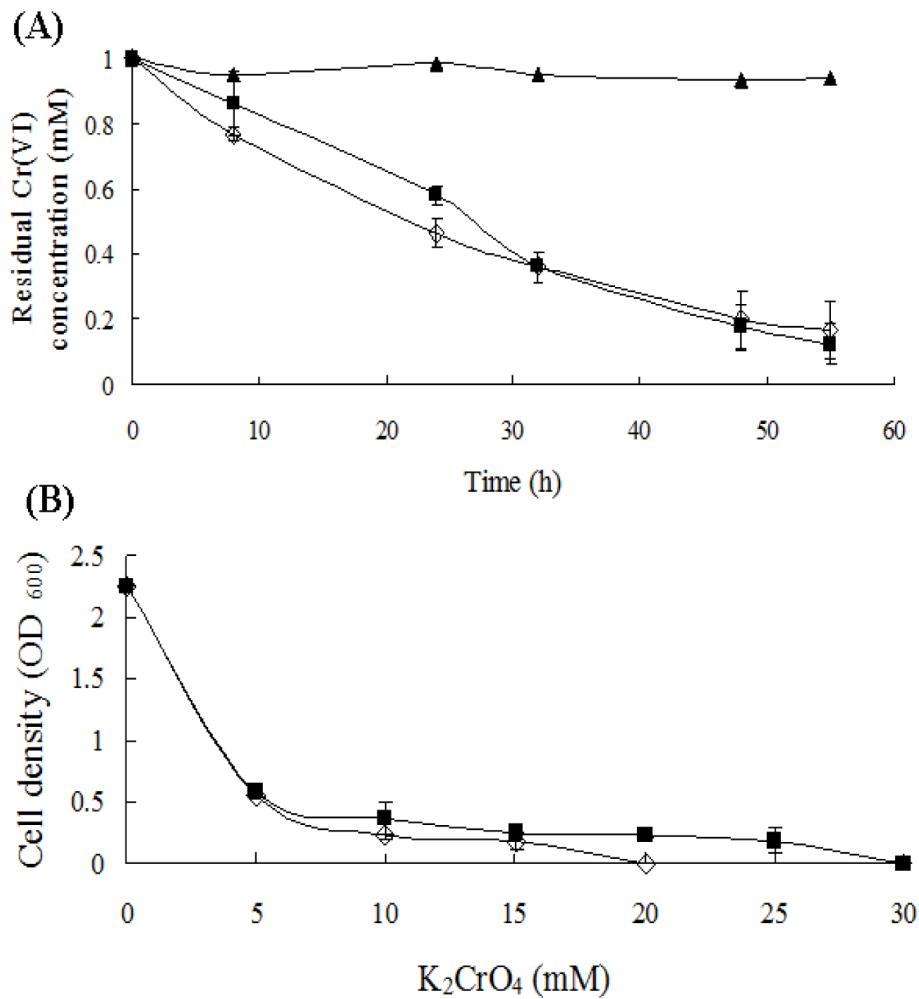 (A)
Residual Cr(VI)
concentration (mM)
1
0.8
0.6
0.4
0.2
0
0 10 20 30 40 50 60
Time (h)
(B)
Cell density (OD 600)
2.5
2
1.5
1
0.5
0
0 5 10 15 20 25 30
K₂CrO₄ (mM)